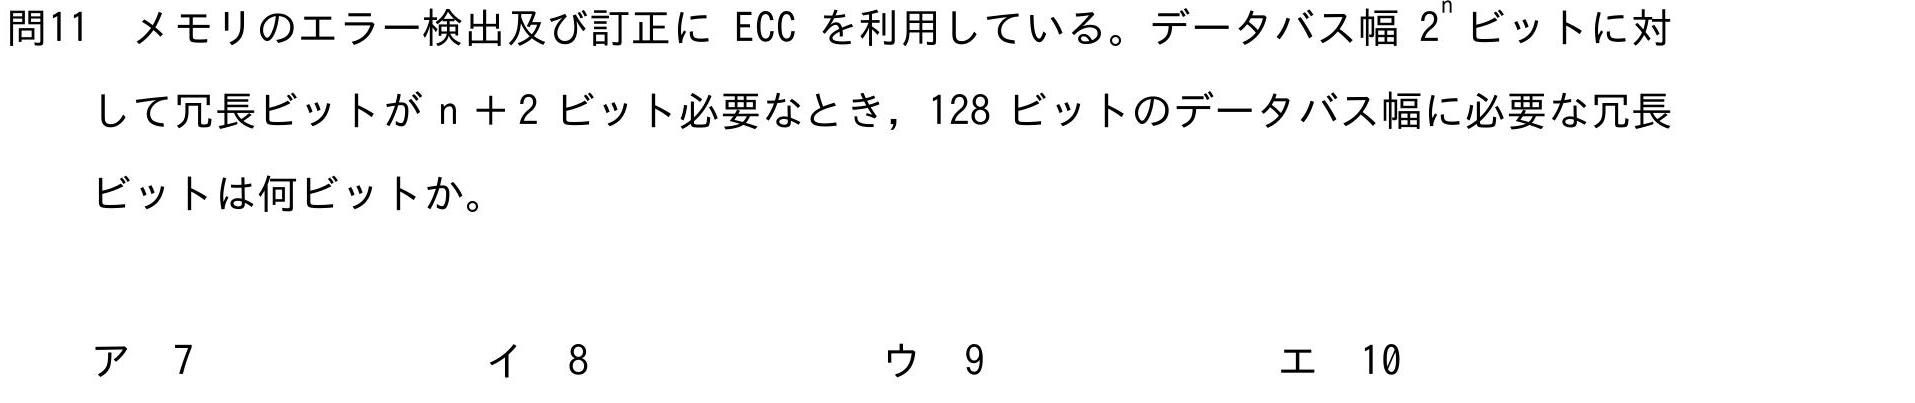 問11 メモリのエラー検出及び訂正に ECC を利用している。データバス幅 2ⁿ ビットに対
して冗長ビットが n＋2 ビット必要なとき，128 ビットのデータバス幅に必要な冗長
ビットは何ビットか。
ア 7 イ 8 ウ 9 エ 10